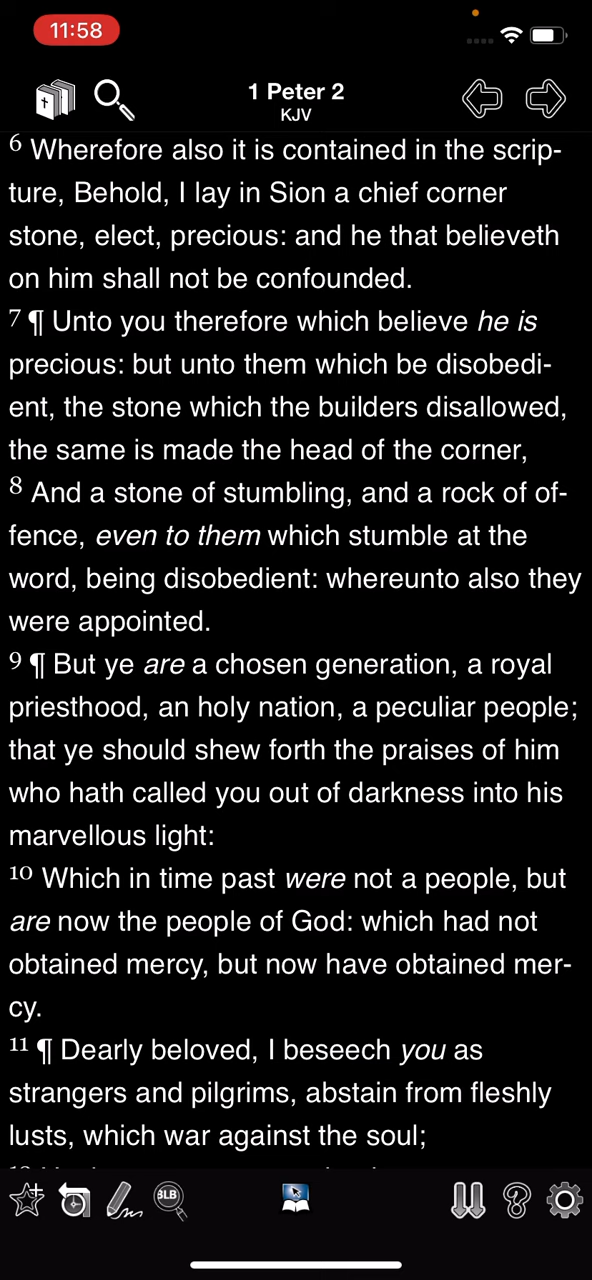 11:58
1 Peter 2
KJV
6 Wherefore also it is contained in the scrip-
ture, Behold, I lay in Sion a chief corner
stone, elect, precious: and he that believeth
on him shall not be confounded.
7 ¶ Unto you therefore which believe he is
precious: but unto them which be disobedi-
ent, the stone which the builders disallowed,
the same is made the head of the corner,
8 And a stone of stumbling, and a rock of of-
fence, even to them which stumble at the
word, being disobedient: whereunto also they
were appointed.
9 ¶ But ye are a chosen generation, a royal
priesthood, an holy nation, a peculiar people;
that ye should shew forth the praises of him
who hath called you out of darkness into his
marvellous light:
10 Which in time past were not a people, but
are now the people of God: which had not
obtained mercy, but now have obtained mer-
cy.
11 ¶ Dearly beloved, I beseech you as
strangers and pilgrims, abstain from fleshly
lusts, which war against the soul;
BLB